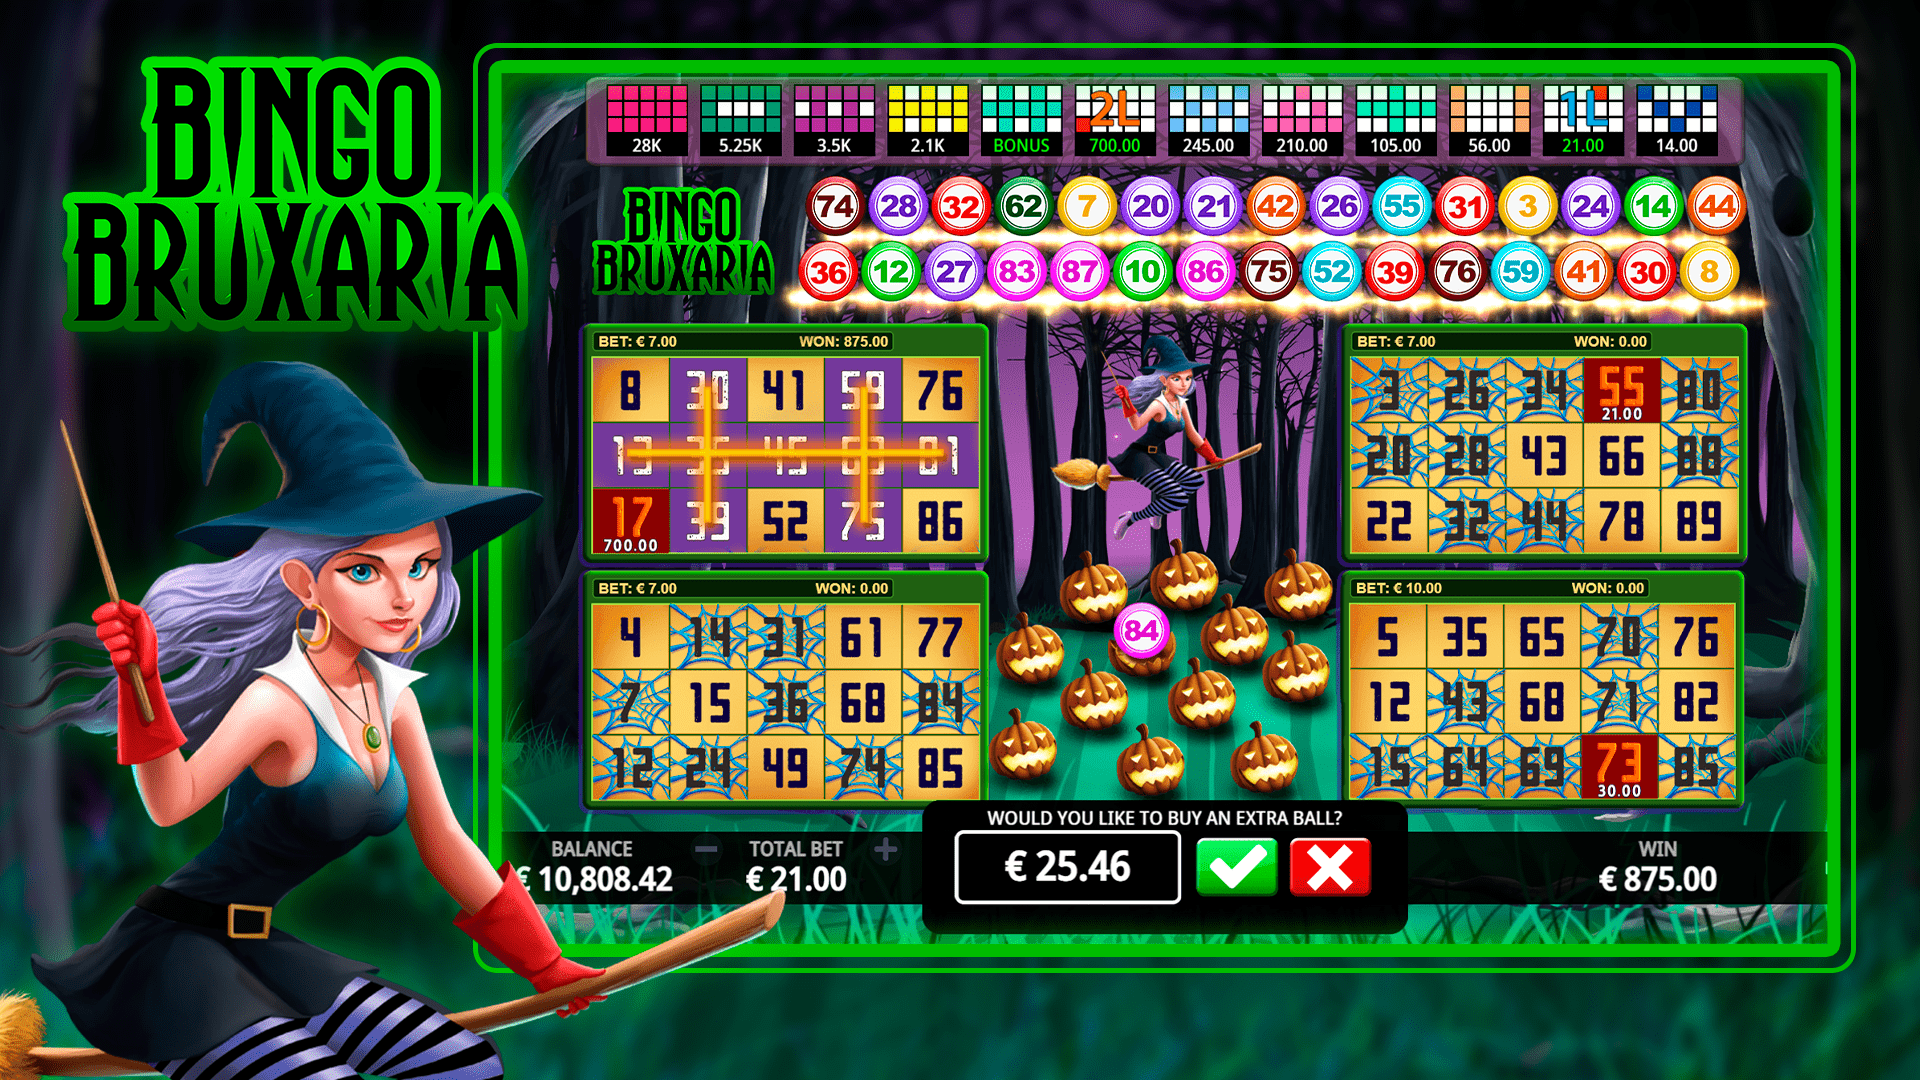 BINGO
BRUXARIA
28K 5.25K 3.5K 2.1K BONUS 2L 700.00 245.00 210.00 105.00 56.00 1L 21.00 14.00
BINGO
BRUXARIA
74 28 32 62 7 20 21 42 26 55 31 3 24 14 44
36 12 27 83 87 10 86 75 52 39 76 59 41 30 8
BET: € 7.00 WON: 875.00
8 30 41 59 76
13 36 45 81
17 39 52 75 86
700.00
BET: € 7.00 WON: 0.00
3 26 34 55 80
21.00
20 28 43 66 88
22 32 44 78 89
BET: € 7.00 WON: 0.00
4 14 31 61 77
7 15 36 68 84
12 24 49 74 85
84
BET: € 10.00 WON: 0.00
5 35 65 70 76
12 43 68 71 82
15 64 69 73 85
30.00
WOULD YOU LIKE TO BUY AN EXTRA BALL?
€ 25.46
BALANCE
€ 10,808.42
TOTAL BET
€ 21.00
WIN
€ 875.00